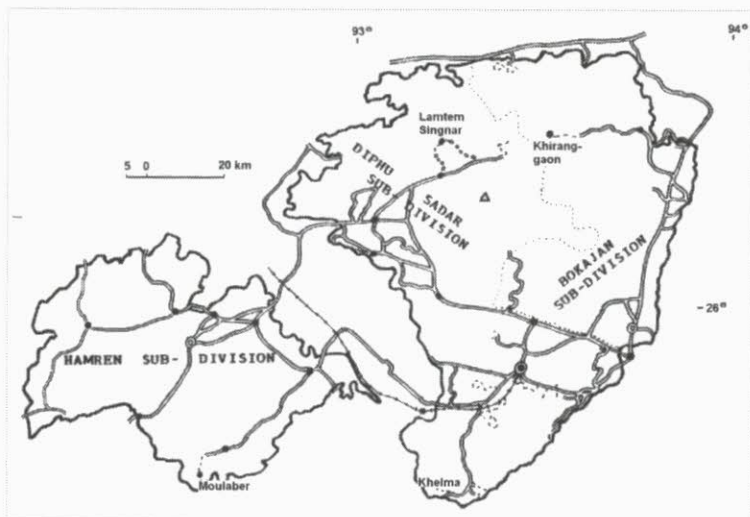 93°
94°
Lamtem
Singnar
Khirang-
gaon
5 0 20 km
DIPHU SADAR
SUB-DIVISION
BOKAJAN
SUB-DIVISION
- 26°
HAMREN SUB-DIVISION
Moulaber
Khelma